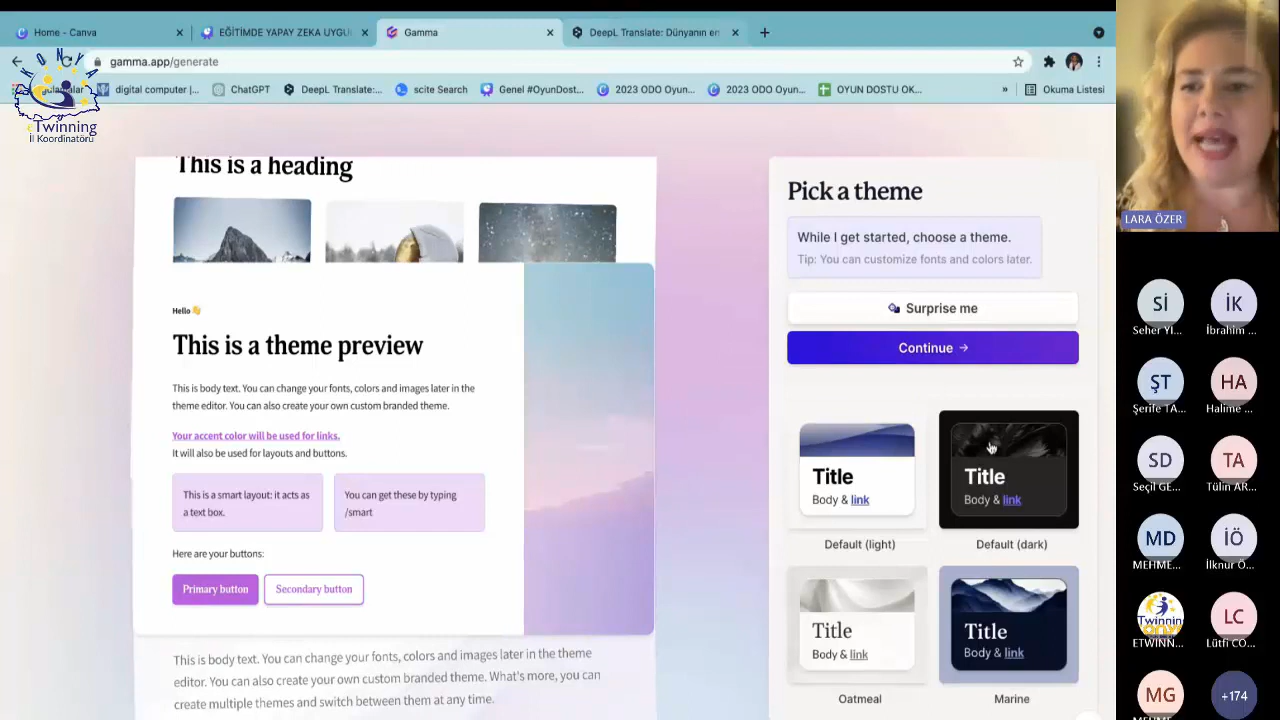 Home - Canva
EĞİTİMDE YAPAY ZEKA UYGUL
Gamma
DeepL Translate: Dünyanın en
gamma.app/generate
digital computer |...
ChatGPT
DeepL Translate:...
scite Search
Genel #OyunDost...
2023 ODO Oyun...
2023 ODO Oyun...
OYUN DOSTU OK...
»
Okuma Listesi
KONYA
eTwinning
İl Koordinatörü
This is a heading
Hello 👋
This is a theme preview
This is body text. You can change your fonts, colors and images later in the
theme editor. You can also create your own custom branded theme.
Your accent color will be used for links.
It will also be used for layouts and buttons.
This is a smart layout: it acts as
a text box.
You can get these by typing
/smart
Here are your buttons:
Primary button
Secondary button
This is body text. You can change your fonts, colors and images later in the theme
editor. You can also create your own custom branded theme. What's more, you can
create multiple themes and switch between them at any time.
Pick a theme
While I get started, choose a theme.
Tip: You can customize fonts and colors later.
Surprise me
Continue →
Title
Body & link
Default (light)
Title
Body & link
Default (dark)
Title
Body & link
Oatmeal
Title
Body & link
Marine
LARA ÖZER
Sİ
Seher YI...
İK
İbrahim ...
ŞT
Şerife TA...
HA
Halime ...
SD
Seçil GE...
TA
Tülin AR...
MD
MEHME...
İÖ
İlknur Ö...
Twinning
ETWINN...
LC
Lütfi CO...
MG
+174